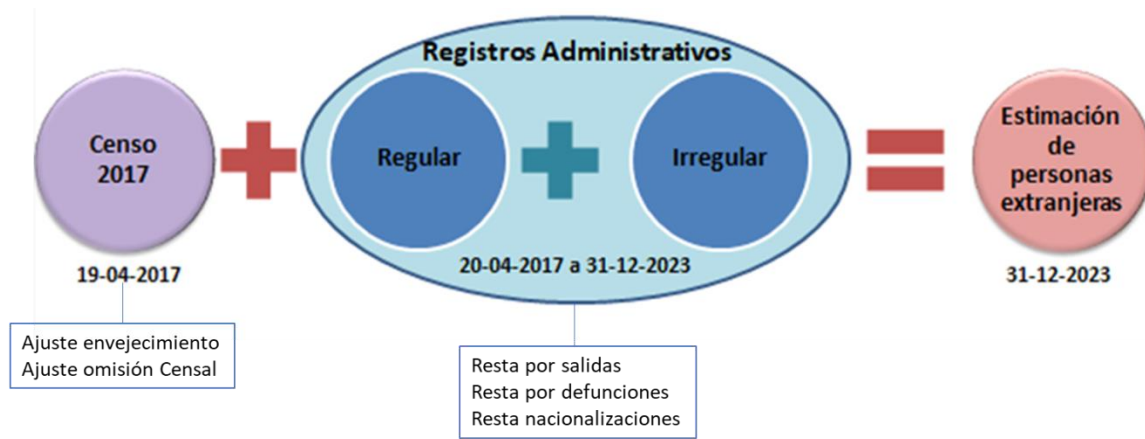 Registros Administrativos
Censo
2017
Regular
Irregular
Estimación
de
personas
extranjeras
19-04-2017
20-04-2017 a 31-12-2023
31-12-2023
Ajuste envejecimiento
Ajuste omisión Censal
Resta por salidas
Resta por defunciones
Resta nacionalizaciones